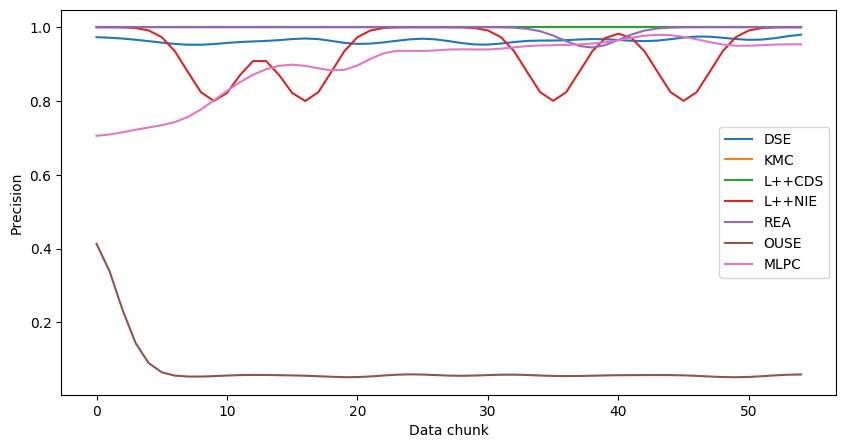 1.0
0.8
0.6
0.4
0.2
Precision
0
10
20
30
40
50
Data chunk
DSE
KMC
L++CDS
L++NIE
REA
OUSE
MLPC